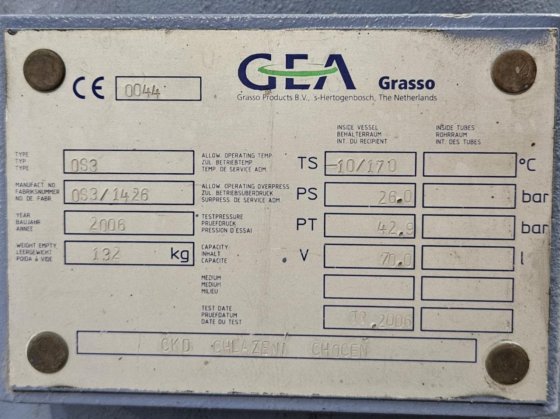 CE 0044
GEA Grasso
Grasso Products B.V., s-Hertogenbosch, The Netherlands
INSIDE VESSEL
BEHALTERRAUM
INT. DU RECIPIENT
INSIDE TUBES
ROHRRAUM
INT. DES TUBES
TYPE
TYP
TYPE
OS3
ALLOW. OPERATING TEMP.
ZUL BETRIEBTEMP.
TEMP. DE SERVICE ADM.
TS -10/170 °C
MANUFACT NO
FABRIKSNUMMER
NO DE FABR.
OS3/1426
ALLOW. OPERATING OVERPRESS.
ZUL BETRIEBSUBERDRUCK
SURPRESS. DE SERVICE ADM.
PS 26.0 bar
YEAR
BAUJAHR
ANNEE
2006
TESTPRESSURE
PRUEFDRUCK
PRESSION D'ESSAI
PT 42.9 bar
WEIGHT EMPTY
LEERGEWICHT
POIDA À VIDE
132 kg
CAPACITY
INHALT
CAPACITE
V 70.0 l
MEDIUM
MEDIUM
MILIEU
TEST DATE
PRUEFDATUM
DATE DU TEST
.2006
CKD CHLAZENI CHOCEN